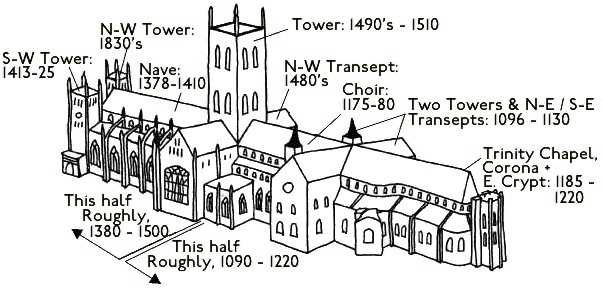 N-W Tower:
1830's
Tower: 1490's - 1510
S-W Tower:
1413-25
Nave:
1378-1410
N-W Transept:
1480's
Choir:
1175-80
Two Towers & N-E / S-E
Transepts: 1096 - 1130
Trinity Chapel,
Corona +
E. Crypt: 1185 -
1220
This half
Roughly,
1380 - 1500
This half
Roughly, 1090 - 1220